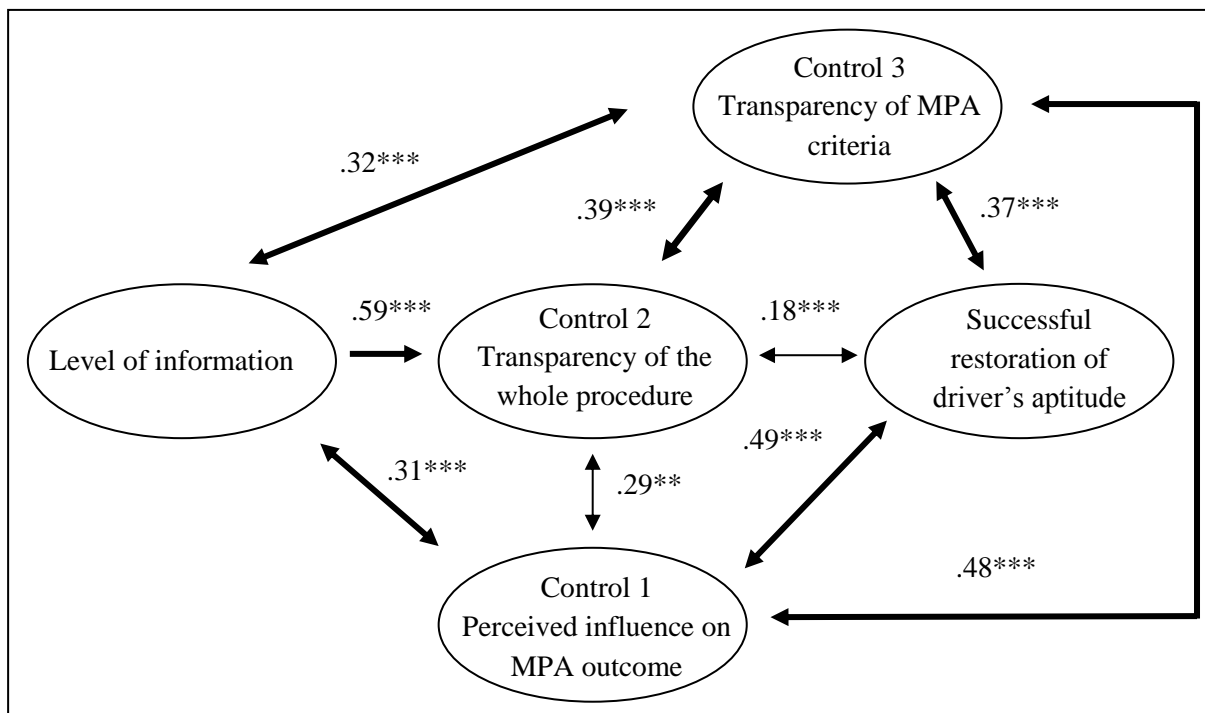 Control 3
Transparency of MPA
criteria
.32***
.39***
.37***
Level of information
.59***
Control 2
Transparency of the
whole procedure
.18***
Successful
restoration of
driver’s aptitude
.31***
.29**
.49***
.48***
Control 1
Perceived influence on
MPA outcome